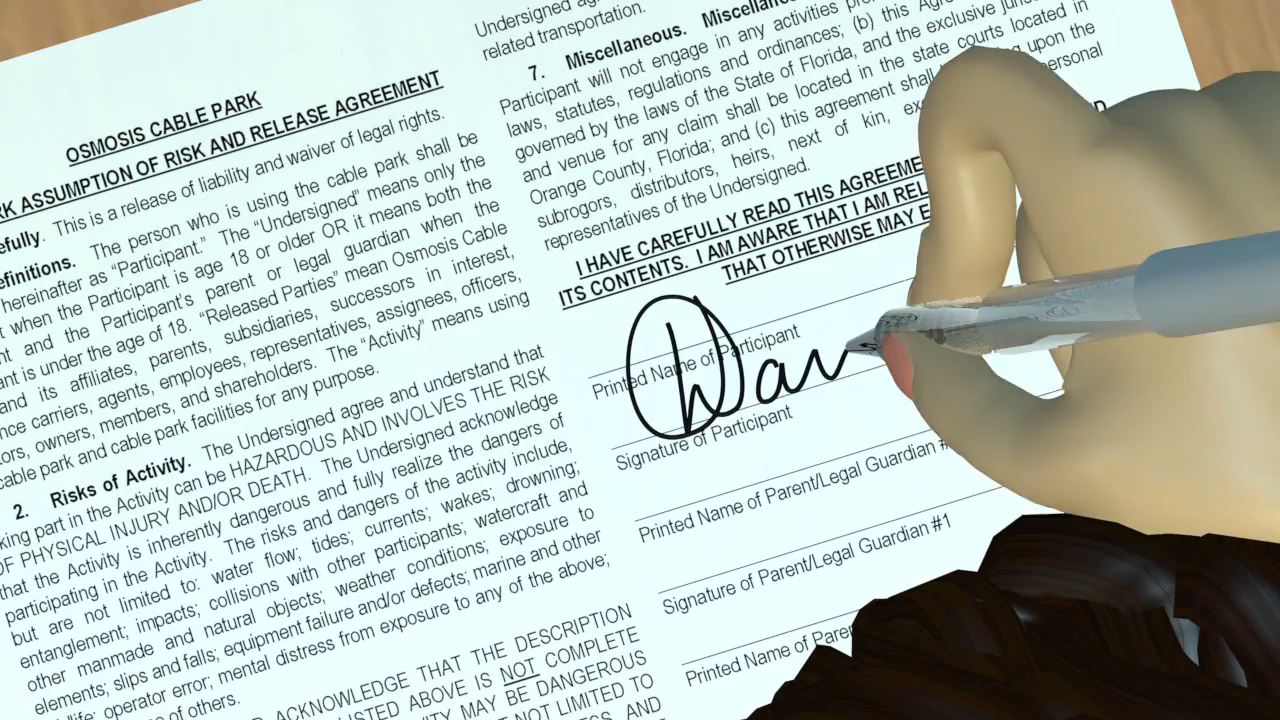 OSMOSIS CABLE PARK
ASSUMPTION OF RISK AND RELEASE AGREEMENT
This is a release of liability and waiver of legal rights.
The person who is using the cable park shall be
hereinafter as “Participant.” The “Undersigned” means only the
when the Participant is age 18 or older OR it means both the
and the Participant's parent or legal guardian when the
is under the age of 18. “Released Parties” mean Osmosis Cable
its affiliates, parents, subsidiaries, successors in interest,
carriers, agents, employees, representatives, assignees, officers,
owners, members, and shareholders. The “Activity” means using
cable park and cable park facilities for any purpose.
2. Risks of Activity. The Undersigned agree and understand that
part in the Activity can be HAZARDOUS AND INVOLVES THE RISK
OF PHYSICAL INJURY AND/OR DEATH. The Undersigned acknowledge
that the Activity is inherently dangerous and fully realize the dangers of
participating in the Activity. The risks and dangers of the activity include,
but are not limited to: water flow; tides; currents; wakes; drowning;
entanglement; impacts; collisions with other participants; watercraft and
other manmade and natural objects; weather conditions; exposure to
elements; slips and falls; equipment failure and/or defects; marine and other
operator error; mental distress from exposure to any of the above;
of others.
ACKNOWLEDGE THAT THE DESCRIPTION
LISTED ABOVE IS NOT COMPLETE
MAY BE DANGEROUS
NOT LIMITED TO
AND
Undersigned
related transportation.
7. Miscellaneous.
Participant will not engage in any activities
laws, statutes, regulations and ordinances; (b) this
governed by the laws of the State of Florida, and the exclusive
and venue for any claim shall be located in the state courts located in
Orange County, Florida; and (c) this agreement shall upon the
subrogors, distributors, heirs, next of kin, personal
representatives of the Undersigned.
I HAVE CAREFULLY READ THIS
ITS CONTENTS. I AM AWARE THAT I AM
THAT OTHERWISE MAY
Printed Name of Participant
Signature of Participant
Printed Name of Parent/Legal Guardian
Signature of Parent/Legal Guardian #1
Printed Name of